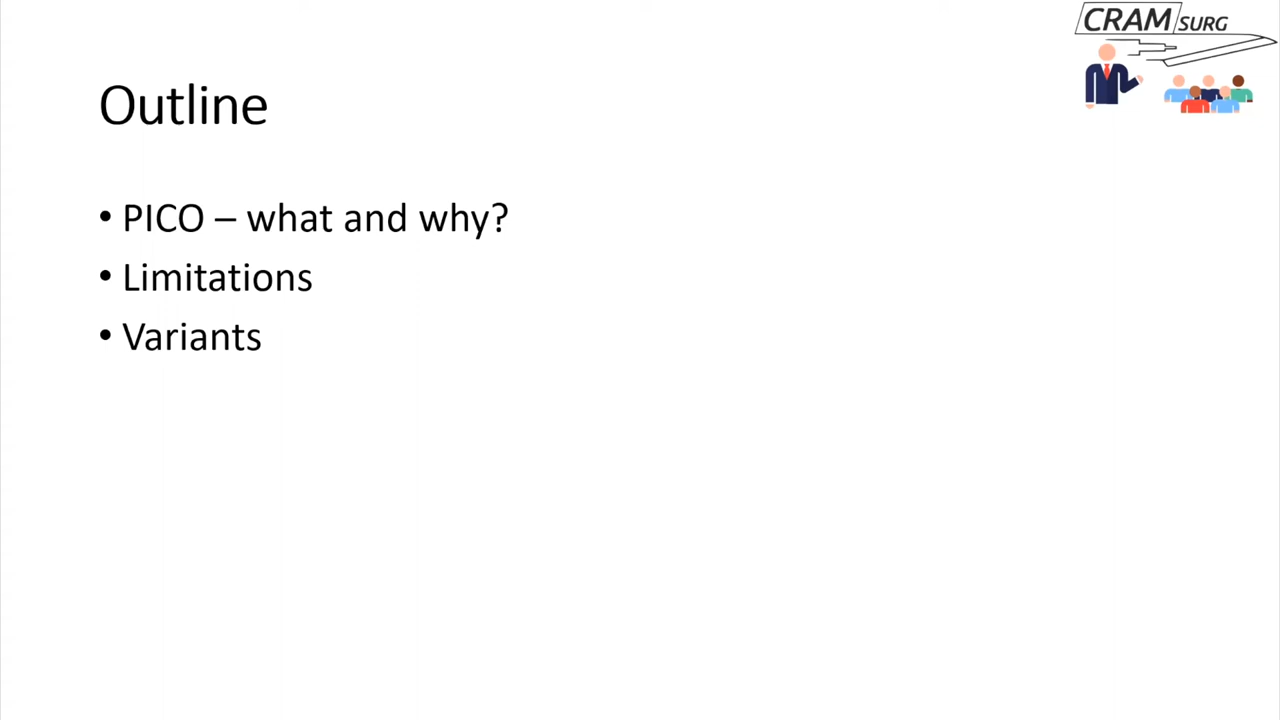 CRAM SURG
Outline
• PICO – what and why?
• Limitations
• Variants